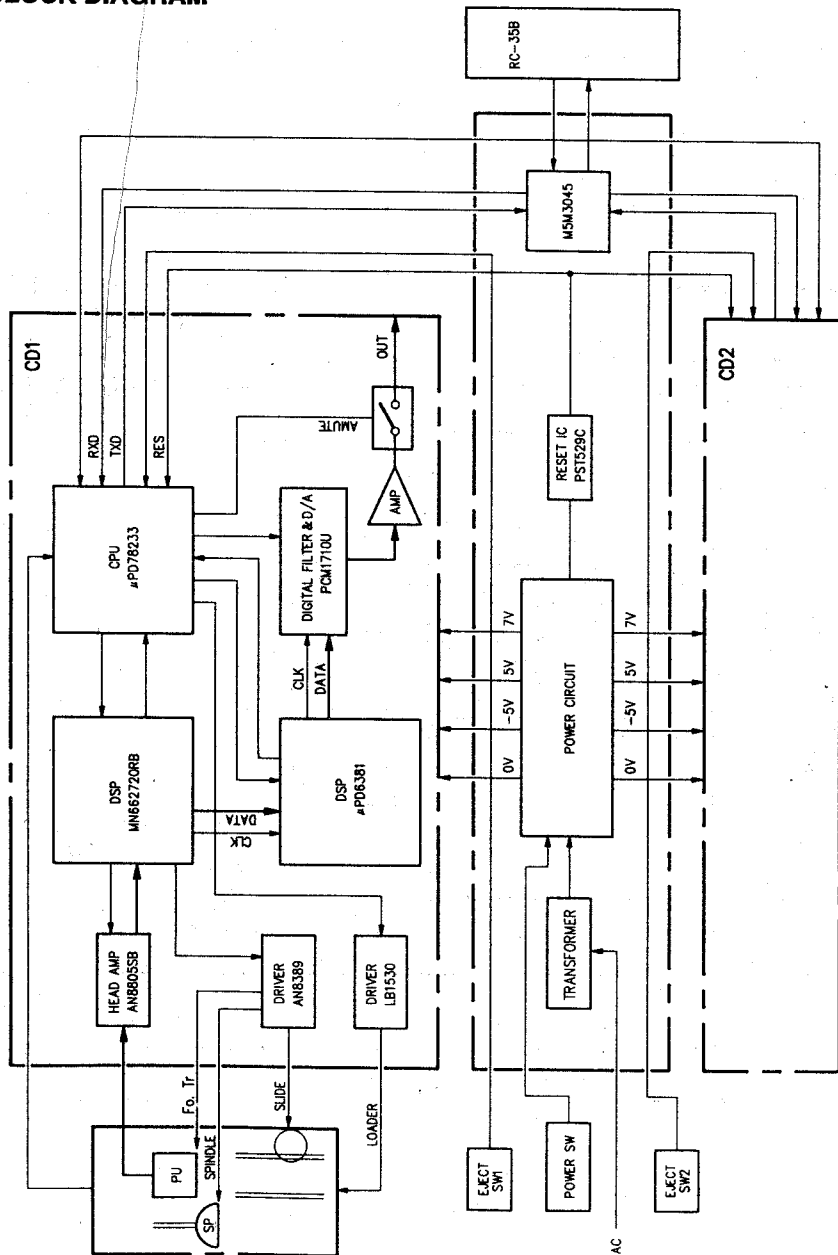 BLOCK DIAGRAM
RC-35B
M5M3045
CD1
RXD
TXD
RES
AMUTE
OUT
CPU
µPD78233
DIGITAL FILTER & D/A
PCM1710U
AMP
CLK
DATA
DSP
MN662720RB
DATA
CLK
DSP
µPD6381
HEAD AMP
AN8805SB
DRIVER
AN8389
DRIVER
LB1530
Fo. Tr
SPINDLE
SLIDE
LOADER
PU
SP
RESET IC
PST529C
POWER CIRCUIT
7V
5V
-5V
0V
7V
5V
-5V
0V
TRANSFORMER
EJECT
SW1
POWER SW
EJECT
SW2
AC
CD2